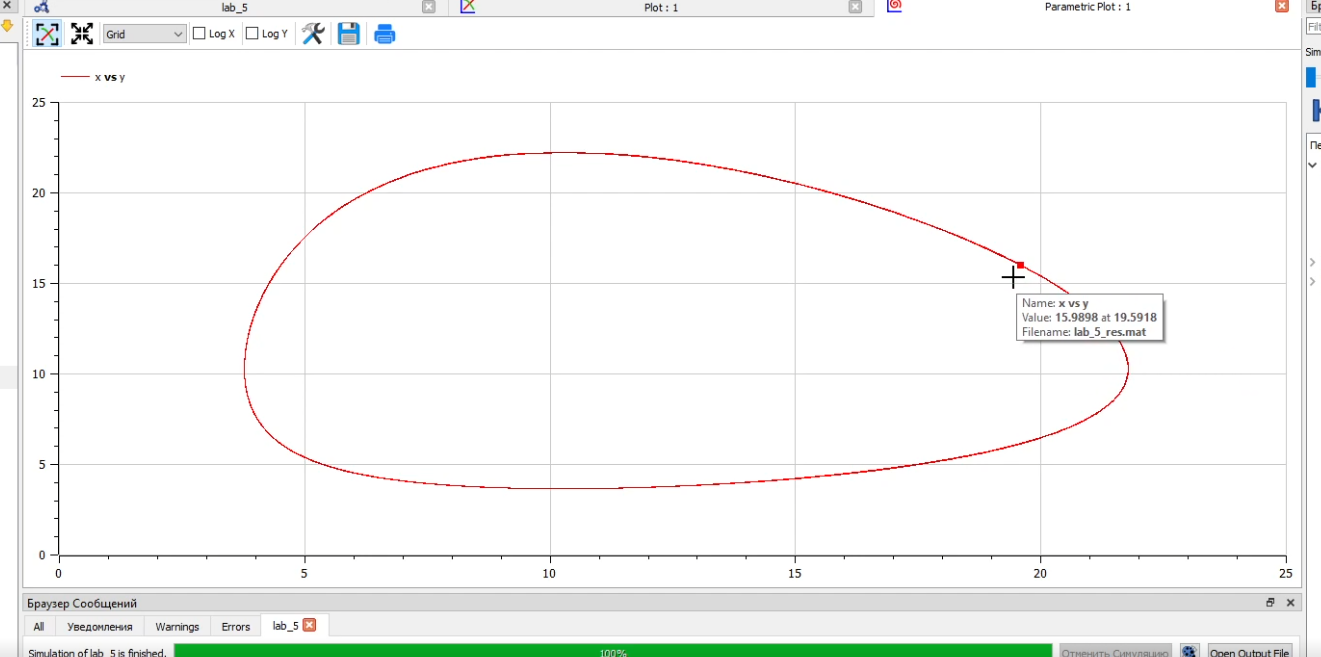 lab_5
Plot : 1
Parametric Plot : 1
Grid
Log X
Log Y
Sim
x vs y
25
20
15
10
5
0
0
5
10
15
20
25
Name: x vs y
Value: 15.9898 at 19.5918
Filename: lab_5_res.mat
Браузер Сообщений
All
Уведомления
Warnings
Errors
lab_5
Simulation of lab_5 is finished.
100%
Отменить Симуляцию
Open Output File